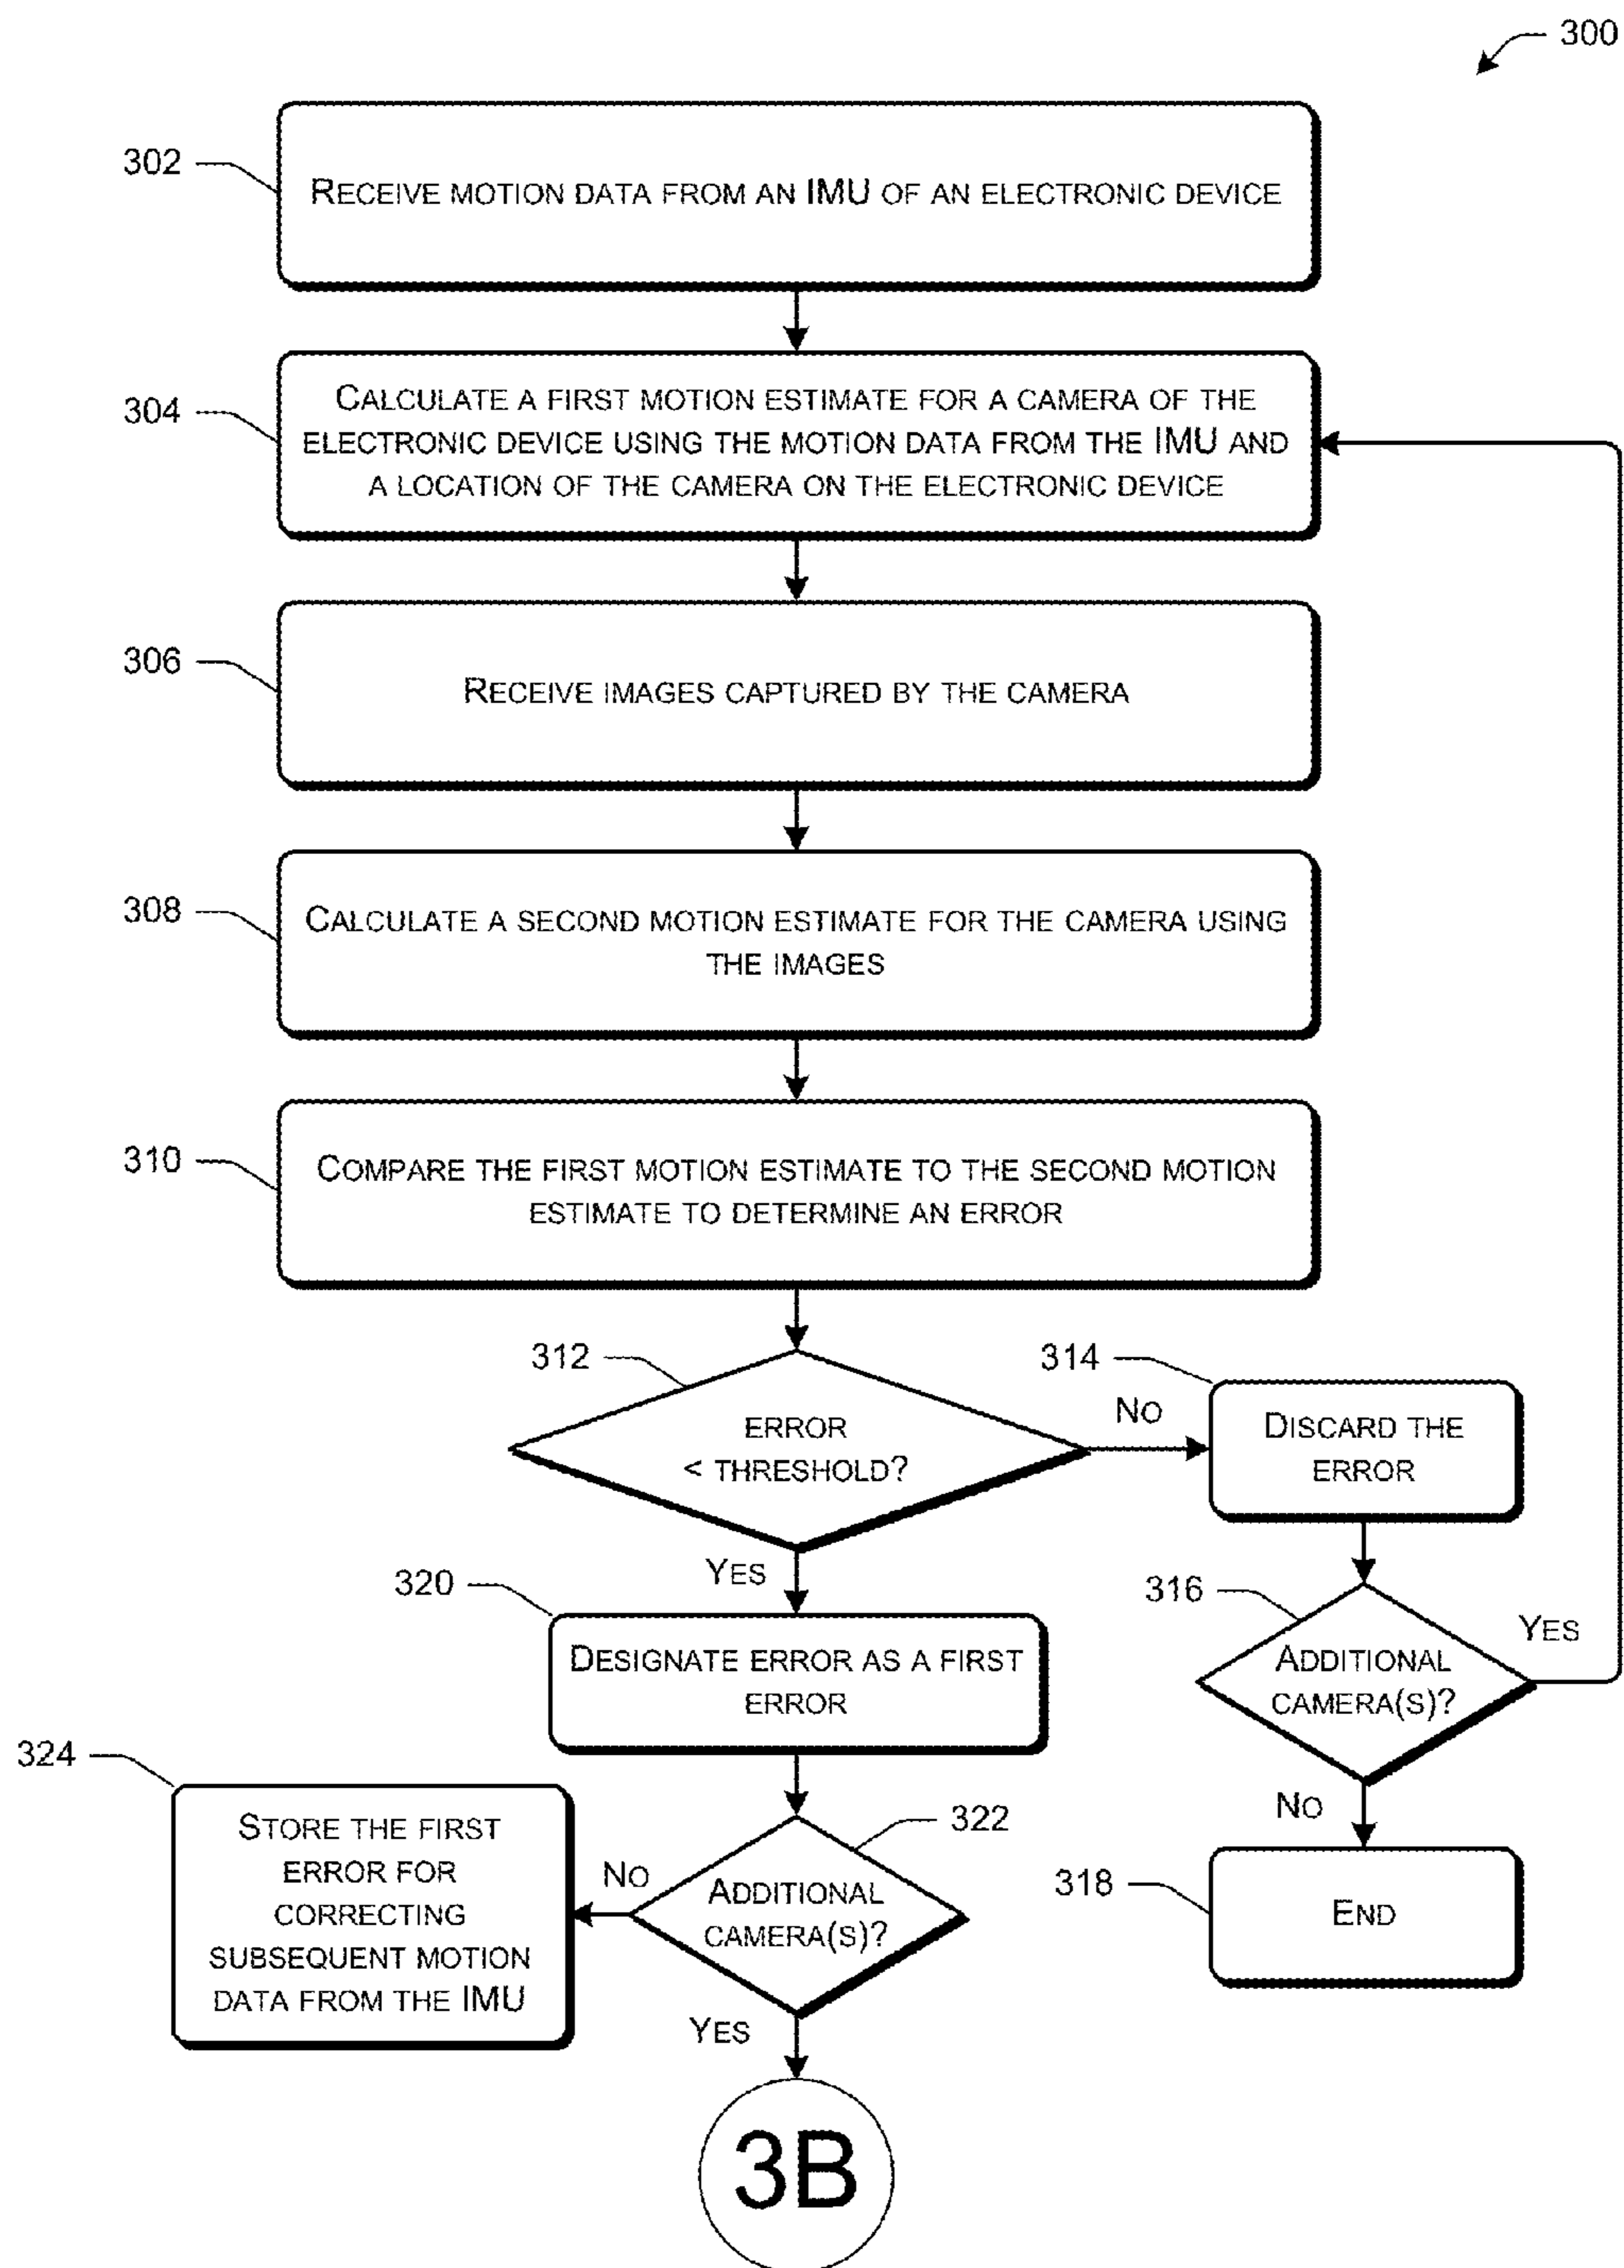 300
302
RECEIVE MOTION DATA FROM AN IMU OF AN ELECTRONIC DEVICE
304
CALCULATE A FIRST MOTION ESTIMATE FOR A CAMERA OF THE
ELECTRONIC DEVICE USING THE MOTION DATA FROM THE IMU AND
A LOCATION OF THE CAMERA ON THE ELECTRONIC DEVICE
306
RECEIVE IMAGES CAPTURED BY THE CAMERA
308
CALCULATE A SECOND MOTION ESTIMATE FOR THE CAMERA USING
THE IMAGES
310
COMPARE THE FIRST MOTION ESTIMATE TO THE SECOND MOTION
ESTIMATE TO DETERMINE AN ERROR
312
ERROR
< THRESHOLD?
NO
314
DISCARD THE
ERROR
YES
316
ADDITIONAL
CAMERA(S)?
YES
NO
318
END
320
DESIGNATE ERROR AS A FIRST
ERROR
322
ADDITIONAL
CAMERA(S)?
NO
324
STORE THE FIRST
ERROR FOR
CORRECTING
SUBSEQUENT MOTION
DATA FROM THE IMU
YES
3B